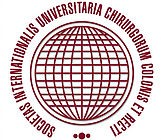 SOCIETAS INTERNATIONALIS UNIVERSITARIA CHIRURGORUM COLONIS ET RECTI